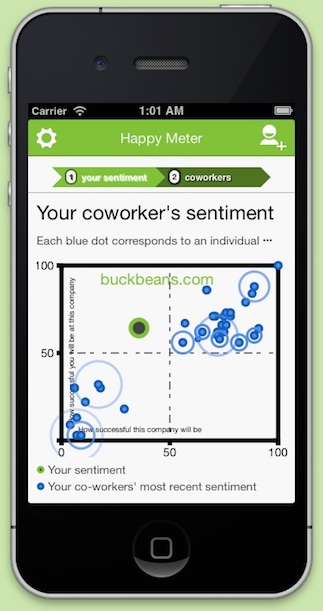 Carrier 1:01 AM
Happy Meter
1 your sentiment 2 coworkers
Your coworker's sentiment
Each blue dot corresponds to an individual ...
100
buckbeans.com
how successful you will be at this company
50
How successful this company will be
0 50 100
Your sentiment
Your co-workers' most recent sentiment